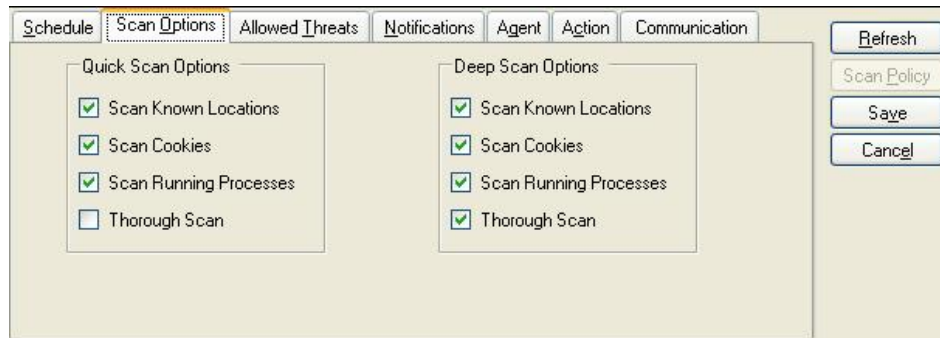 Schedule Scan Options Allowed Threats Notifications Agent Action Communication
Refresh
Scan Policy
Save
Cancel
Quick Scan Options
Scan Known Locations
Scan Cookies
Scan Running Processes
Thorough Scan
Deep Scan Options
Scan Known Locations
Scan Cookies
Scan Running Processes
Thorough Scan